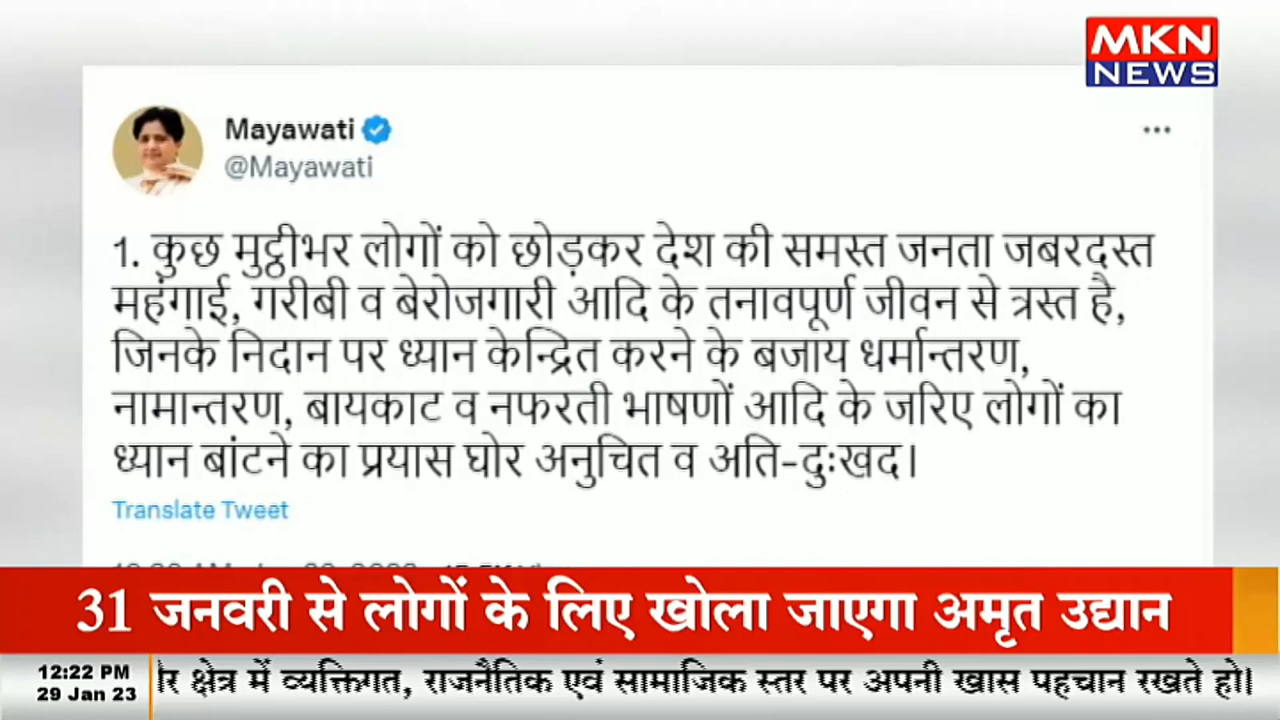 MKN
NEWS
Mayawati
@Mayawati
1. कुछ मुट्ठीभर लोगों को छोड़कर देश की समस्त जनता जबरदस्त
महंगाई, गरीबी व बेरोजगारी आदि के तनावपूर्ण जीवन से त्रस्त है,
जिनके निदान पर ध्यान केन्द्रित करने के बजाय धर्मान्तरण,
नामान्तरण, बायकाट व नफरती भाषणों आदि के जरिए लोगों का
ध्यान बांटने का प्रयास घोर अनुचित व अति-दुःखद।
Translate Tweet
31 जनवरी से लोगों के लिए खोला जाएगा अमृत उद्यान
12:22 PM
29 Jan 23
क्षेत्र में व्यक्तिगत, राजनैतिक एवं सामाजिक स्तर पर अपनी खास पहचान रखते हो।